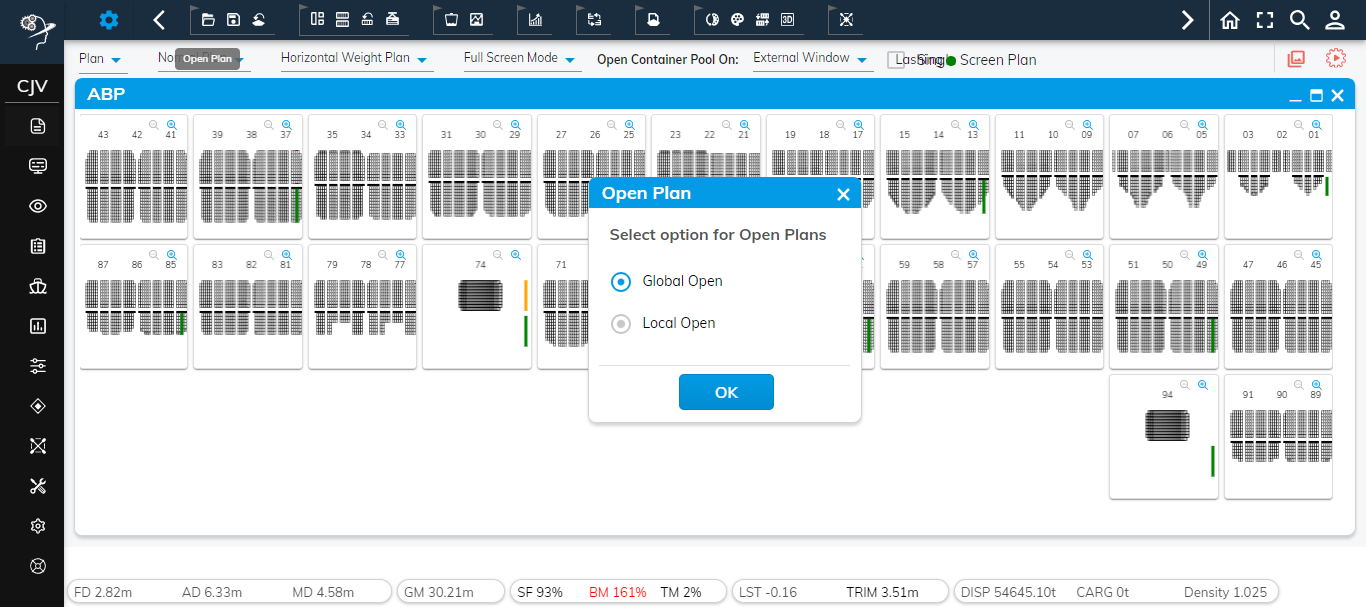 3D
Plan
Open Plan
Horizontal Weight Plan
Full Screen Mode
Open Container Pool On:
External Window
Lashing
Screen Plan
CJV
ABP
43 42 41
39 38 37
35 34 33
31 30 29
27 26 25
23 22 21
19 18 17
15 14 13
11 10 09
07 06 05
03 02 01
Open Plan
Select option for Open Plans
Global Open
Local Open
OK
87 86 85
83 82 81
79 78 77
74
71
59 58 57
55 54 53
51 50 49
47 46 45
94
91 90 89
FD 2.82m AD 6.33m MD 4.58m
GM 30.21m
SF 93% BM 161% TM 2%
LST -0.16 TRIM 3.51m
DISP 54645.10t CARG 0t Density 1.025